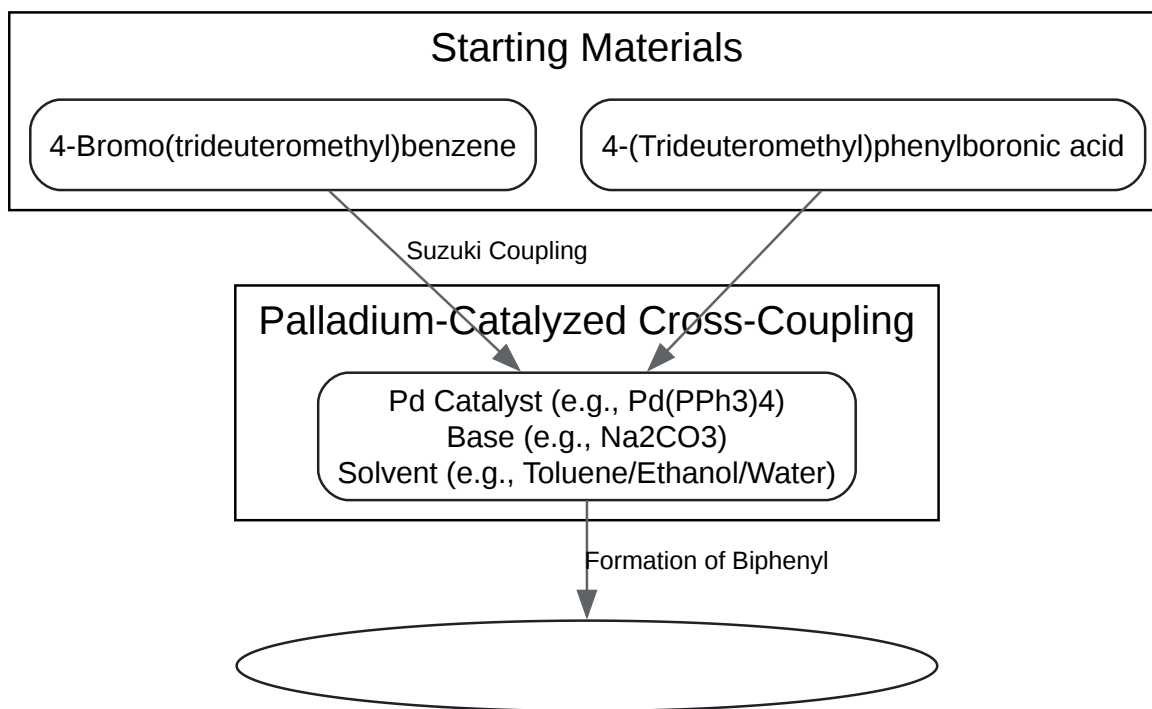 Starting Materials
4-Bromo(trideuteromethyl)benzene
4-(Trideuteromethyl)phenylboronic acid
Suzuki Coupling
Palladium-Catalyzed Cross-Coupling
Pd Catalyst (e.g., Pd(PPh3)4)
Base (e.g., Na2CO3)
Solvent (e.g., Toluene/Ethanol/Water)
Formation of Biphenyl